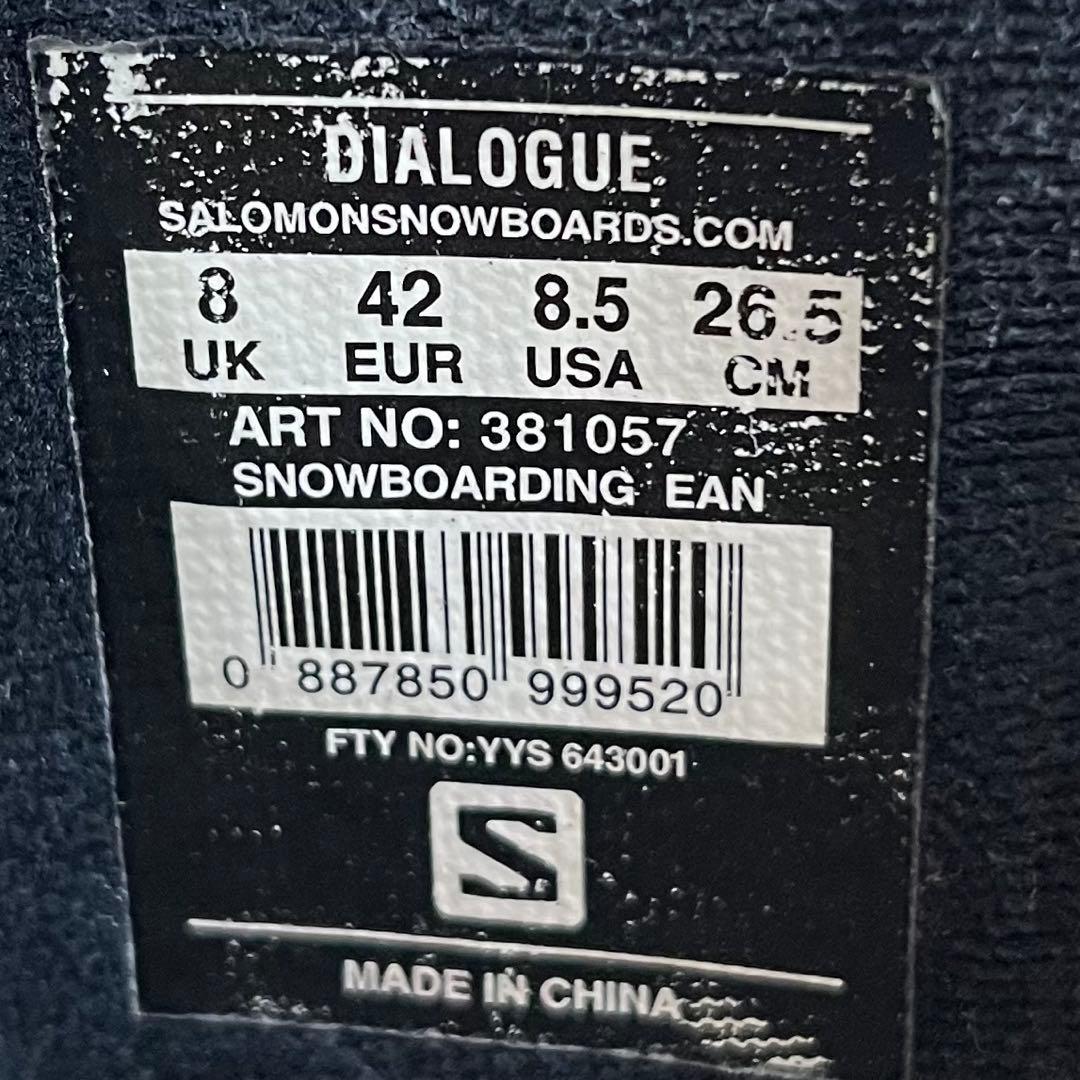 DIALOGUE
SALOMONSNOWBOARDS.COM
8 42 8.5 26.5
UK EUR USA CM
ART NO: 381057
SNOWBOARDING EAN
0 887850 999520
FTY NO:YYS 643001
S
MADE IN CHINA